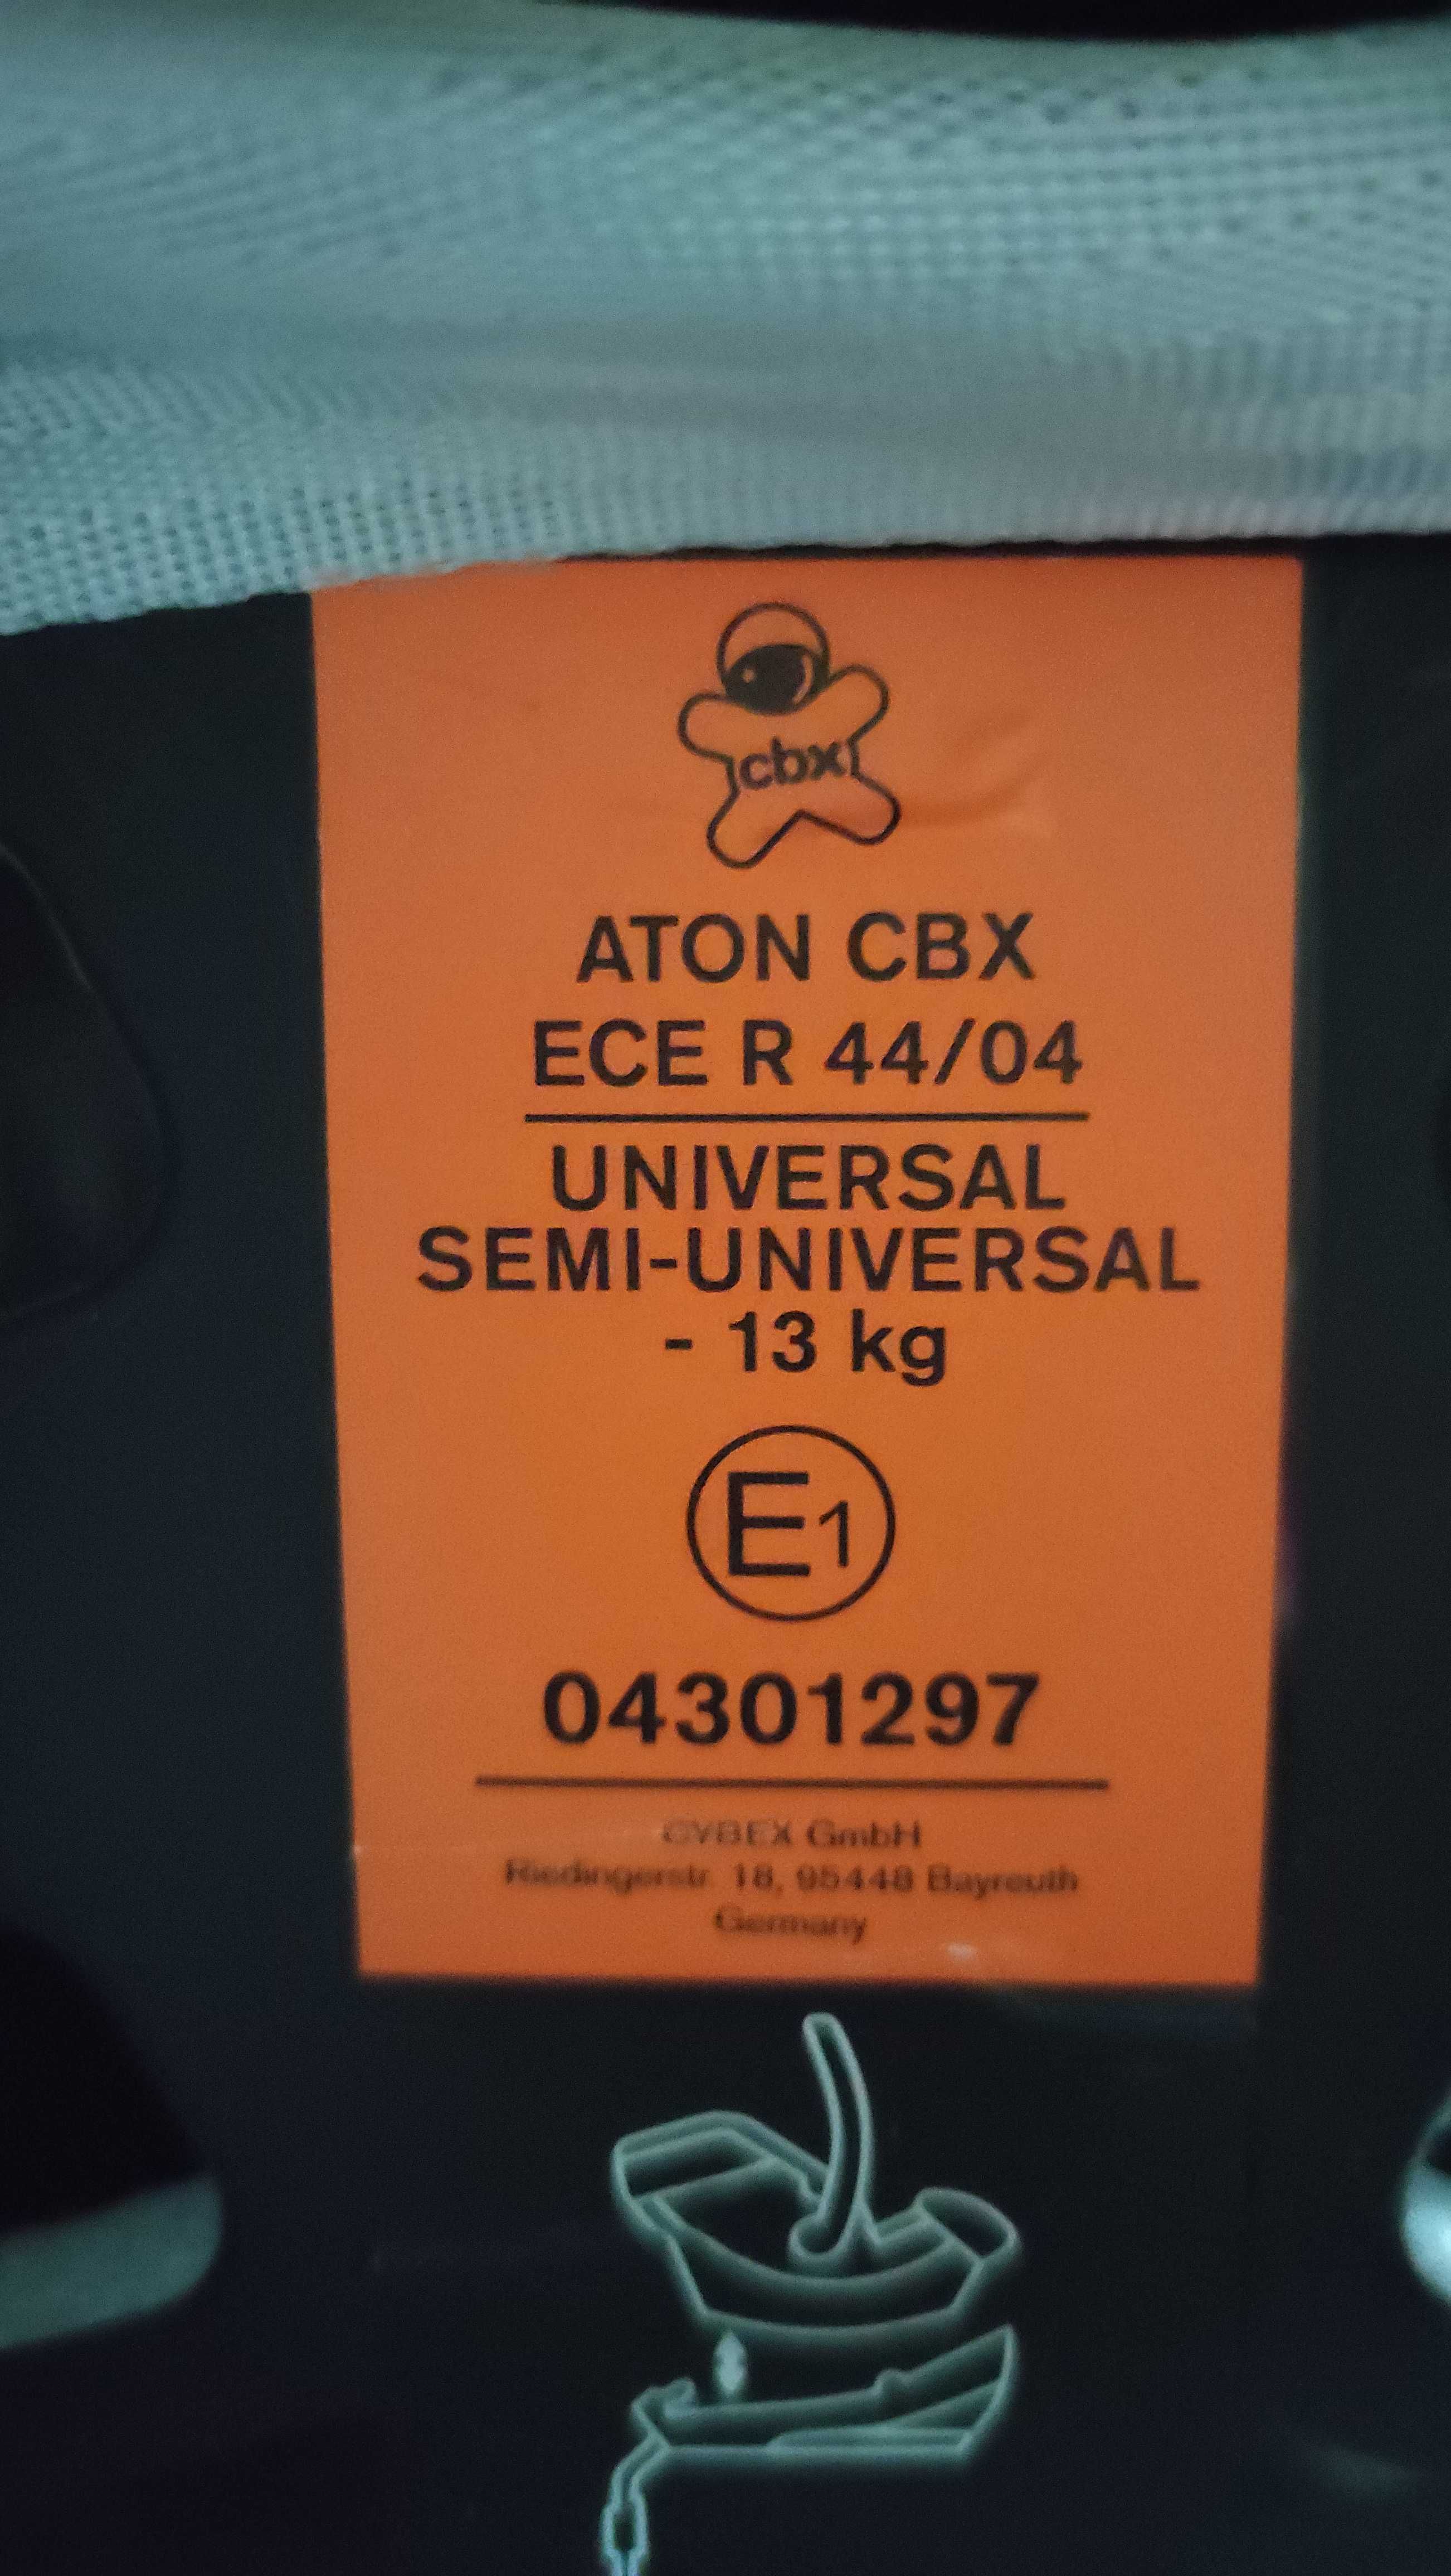 cbx
ATON CBX
ECE R 44/04
UNIVERSAL
SEMI-UNIVERSAL
- 13 kg
E1
04301297
CYBEX GmbH
Riedingerstr. 18, 95448 Bayreuth
Germany